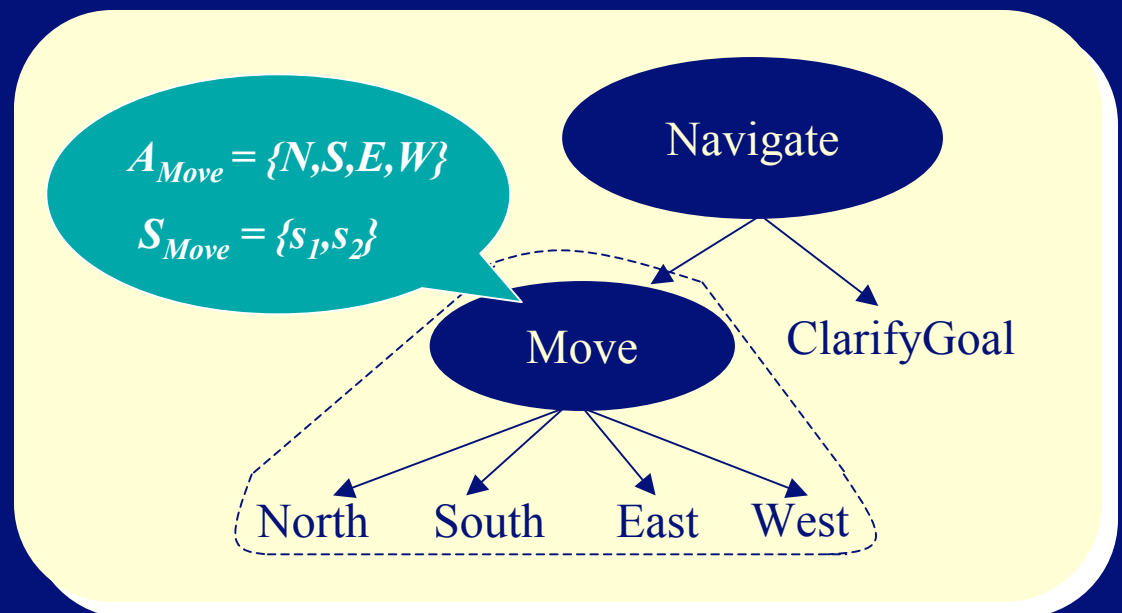 A_Move = {N,S,E,W}
S_Move = {s_1,s_2}
Navigate
Move
ClarifyGoal
North South East West